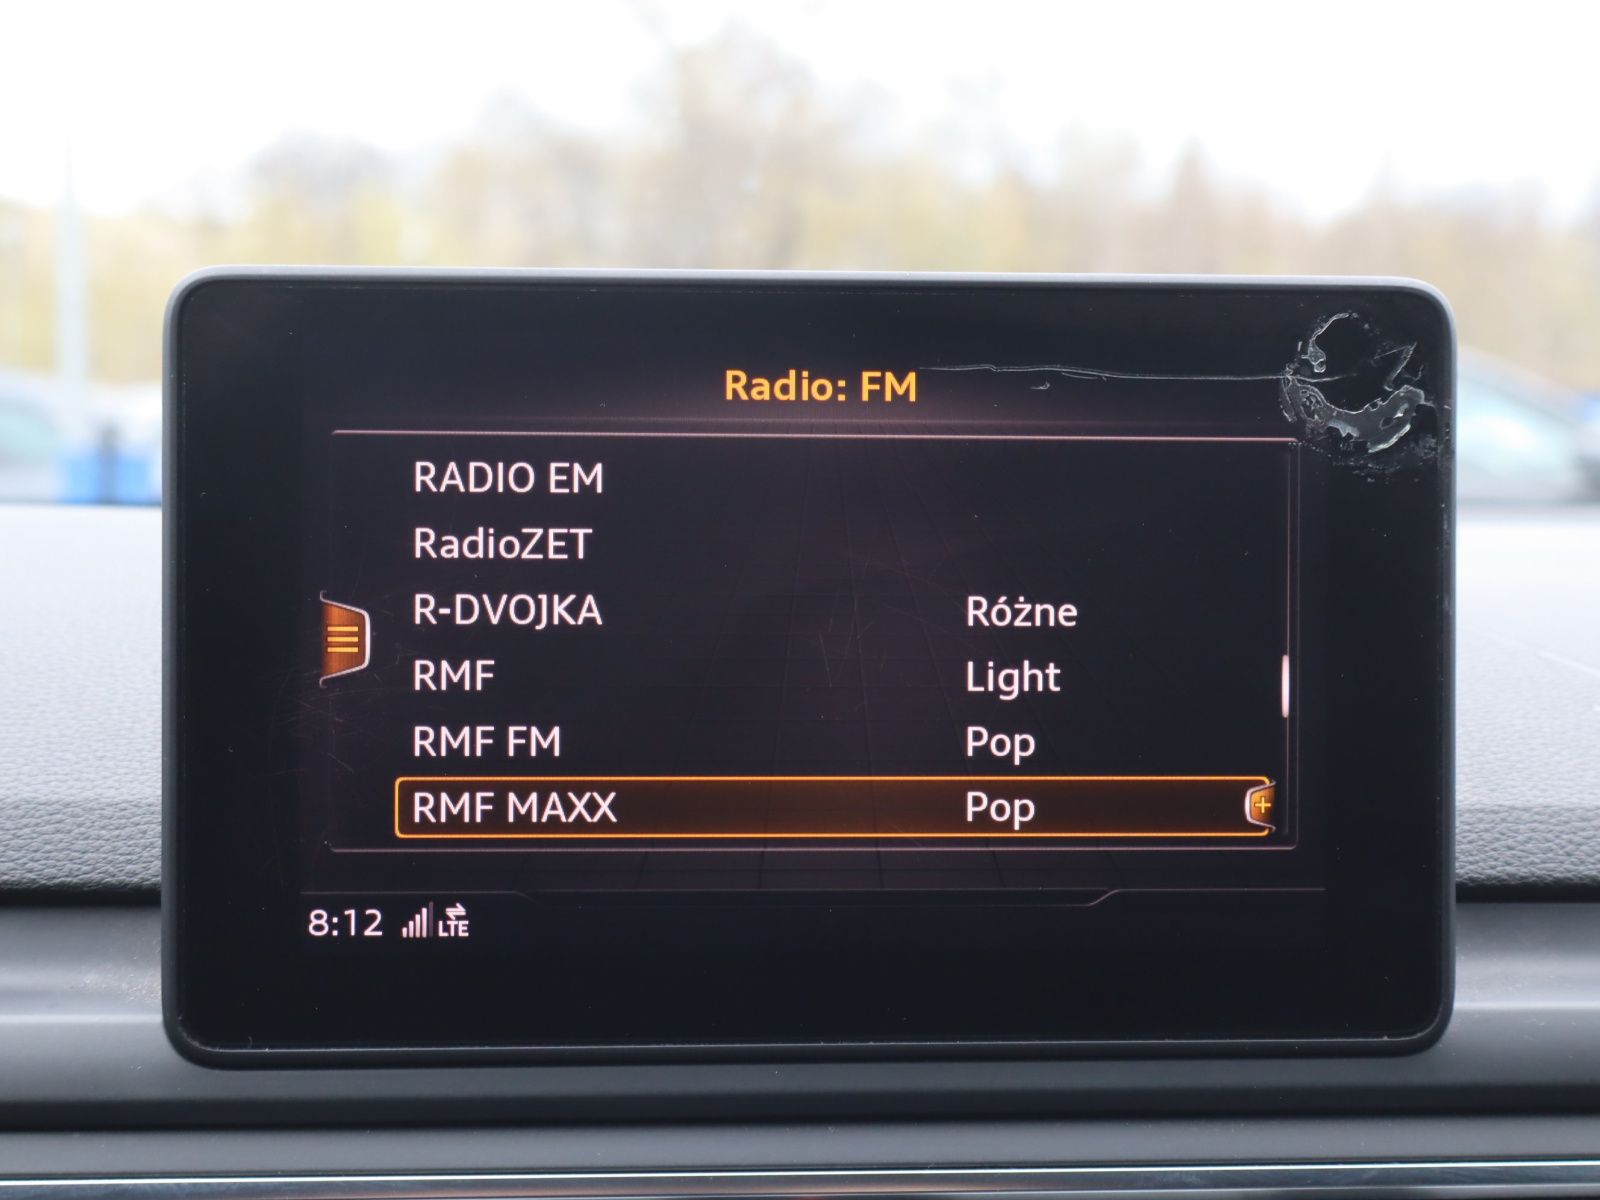 Radio: FM
RADIO EM
RadioZET
R-DVOJKA Różne
RMF Light
RMF FM Pop
RMF MAXX Pop +
8:12 LTE